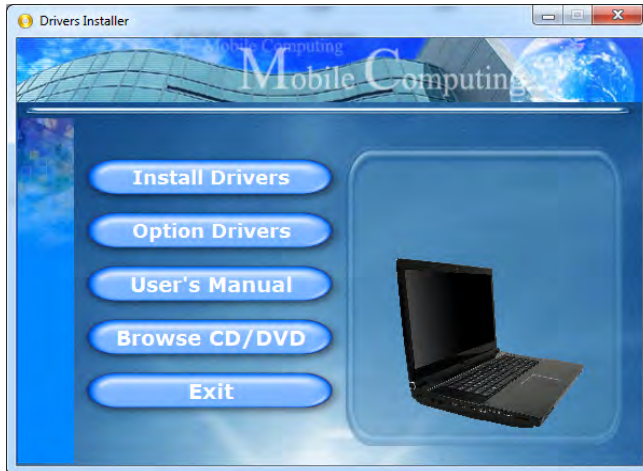 Drivers Installer
Mobile Computing
Mobile Computing
Install Drivers
Option Drivers
User's Manual
Browse CD/DVD
Exit